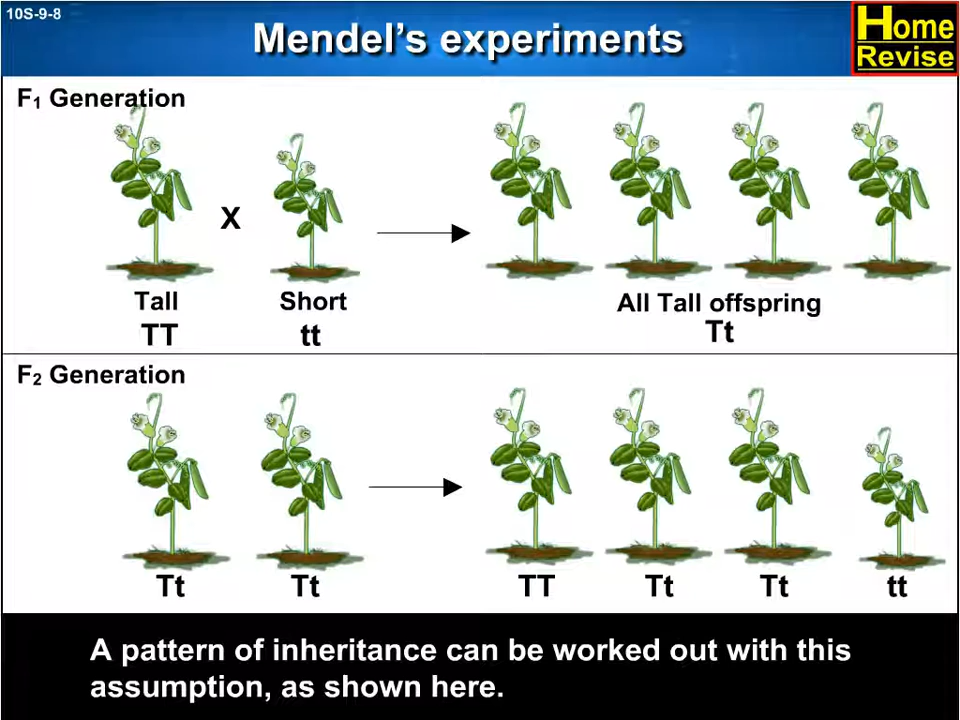 10S-9-8
Mendel's experiments
Home
Revise
F₁ Generation
X
Tall
Short
All Tall offspring
TT
tt
Tt
F₂ Generation
Tt
Tt
TT
Tt
Tt
tt
A pattern of inheritance can be worked out with this
assumption, as shown here.